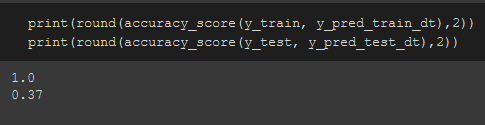 print(round(accuracy_score(y_train, y_pred_train_dt),2))
print(round(accuracy_score(y_test, y_pred_test_dt),2))
1.0
0.37